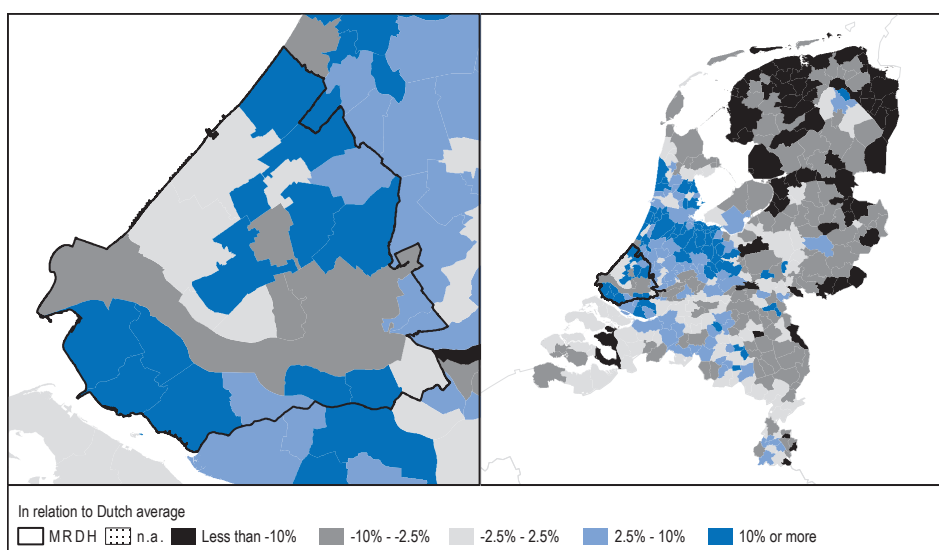 In relation to Dutch average
MRDH n.a. Less than -10% -10% - -2.5% -2.5% - 2.5% 2.5% - 10% 10% or more